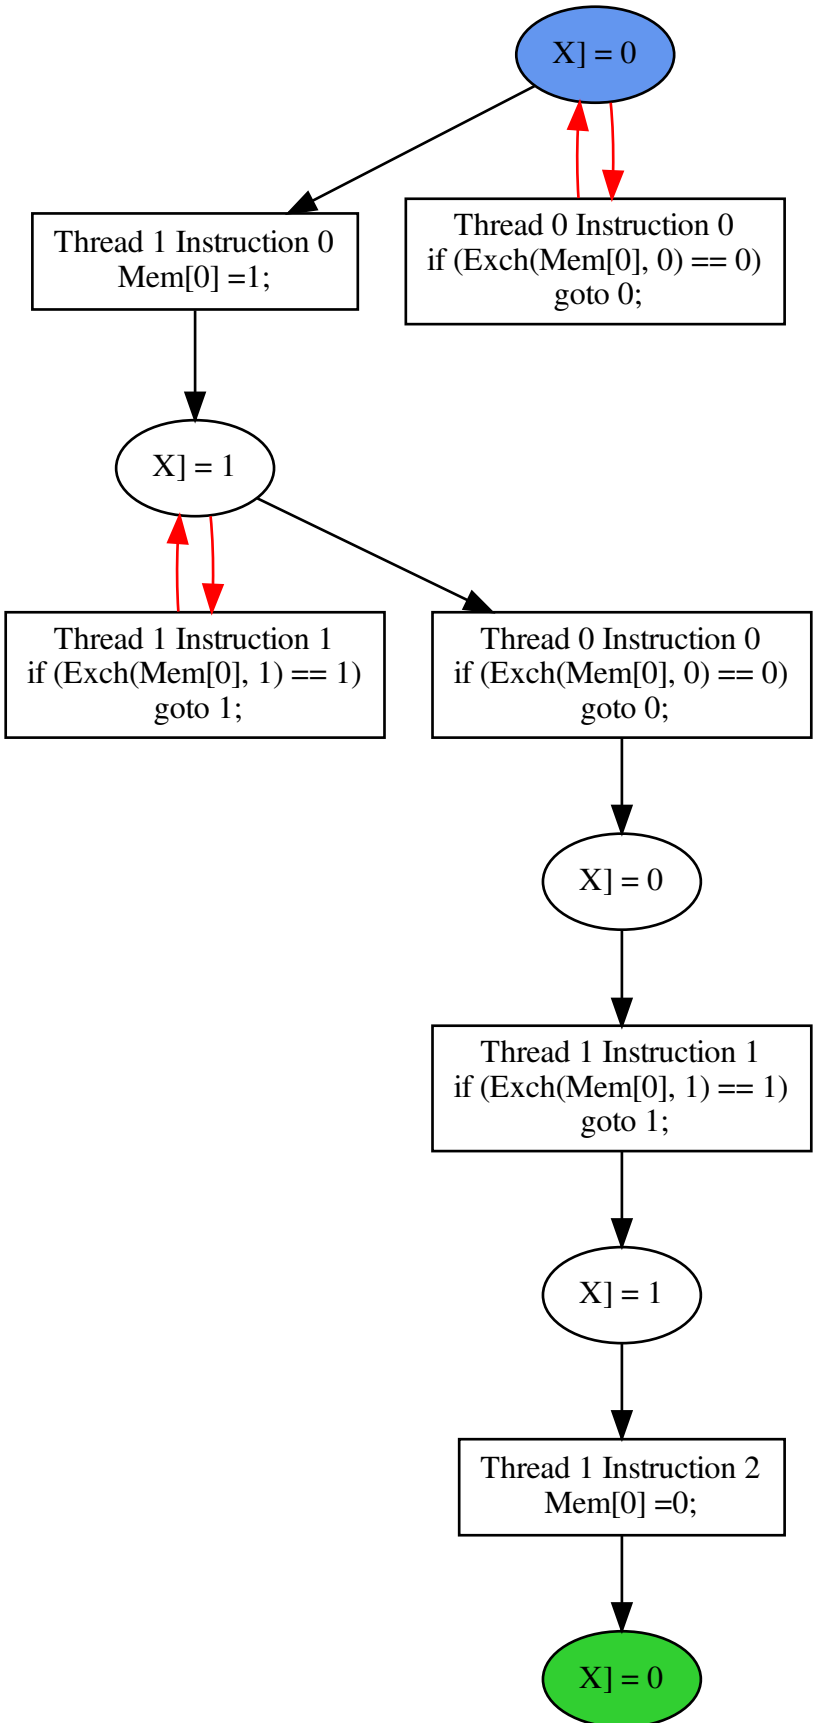 X] = 0
Thread 1 Instruction 0
Mem[0] =1;
Thread 0 Instruction 0
if (Exch(Mem[0], 0) == 0)
goto 0;
X] = 1
Thread 1 Instruction 1
if (Exch(Mem[0], 1) == 1)
goto 1;
Thread 0 Instruction 0
if (Exch(Mem[0], 0) == 0)
goto 0;
X] = 0
Thread 1 Instruction 1
if (Exch(Mem[0], 1) == 1)
goto 1;
X] = 1
Thread 1 Instruction 2
Mem[0] =0;
X] = 0